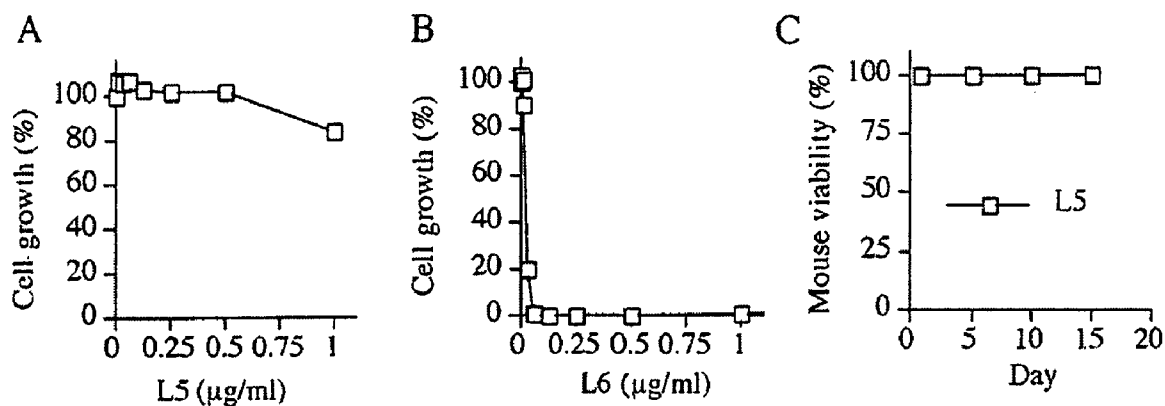 A
Cell growth (%)
100
80
60
40
20
0
0 0.25 0.5 0.75 1
L5 (µg/ml)
B
Cell growth (%)
100
80
60
40
20
0
0 0.25 0.5 0.75 1
L6 (µg/ml)
C
Mouse viability (%)
100
75
50
25
0
L5
0 5 10 15 20
Day